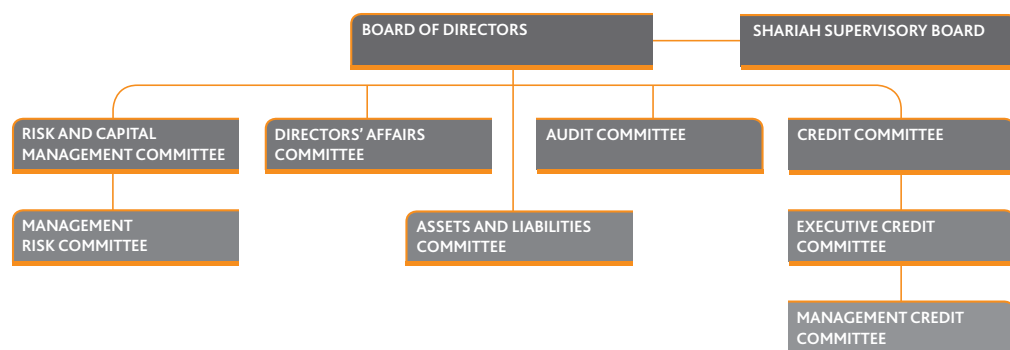 BOARD OF DIRECTORS
SHARIAH SUPERVISORY BOARD
RISK AND CAPITAL
MANAGEMENT COMMITTEE
DIRECTORS’ AFFAIRS
COMMITTEE
AUDIT COMMITTEE
CREDIT COMMITTEE
MANAGEMENT
RISK COMMITTEE
ASSETS AND LIABILITIES
COMMITTEE
EXECUTIVE CREDIT
COMMITTEE
MANAGEMENT CREDIT
COMMITTEE